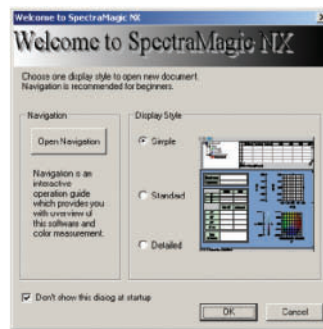 Welcome to SpectraMagic NX
Welcome to SpectraMagic NX
Choose one display style to open new document.
Navigation is recommended for beginners.
Navigation
Open Navigation
Navigation is an
interactive
operation guide
which provides you
with overview of
this software and
color measurement.
Display Style
Simple
Standard
Detailed
Don't show this dialog at startup
OK
Cancel